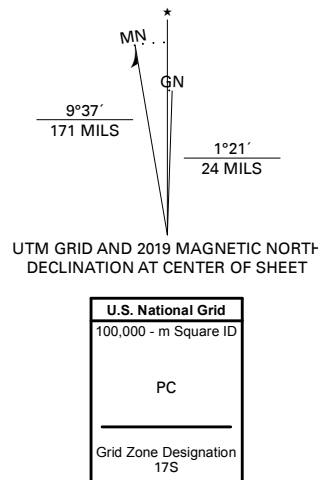 ★
MN
GN
9°37´
171 MILS
1°21´
24 MILS
UTM GRID AND 2019 MAGNETIC NORTH
DECLINATION AT CENTER OF SHEET
U.S. National Grid
100,000 - m Square ID
PC
Grid Zone Designation
17S